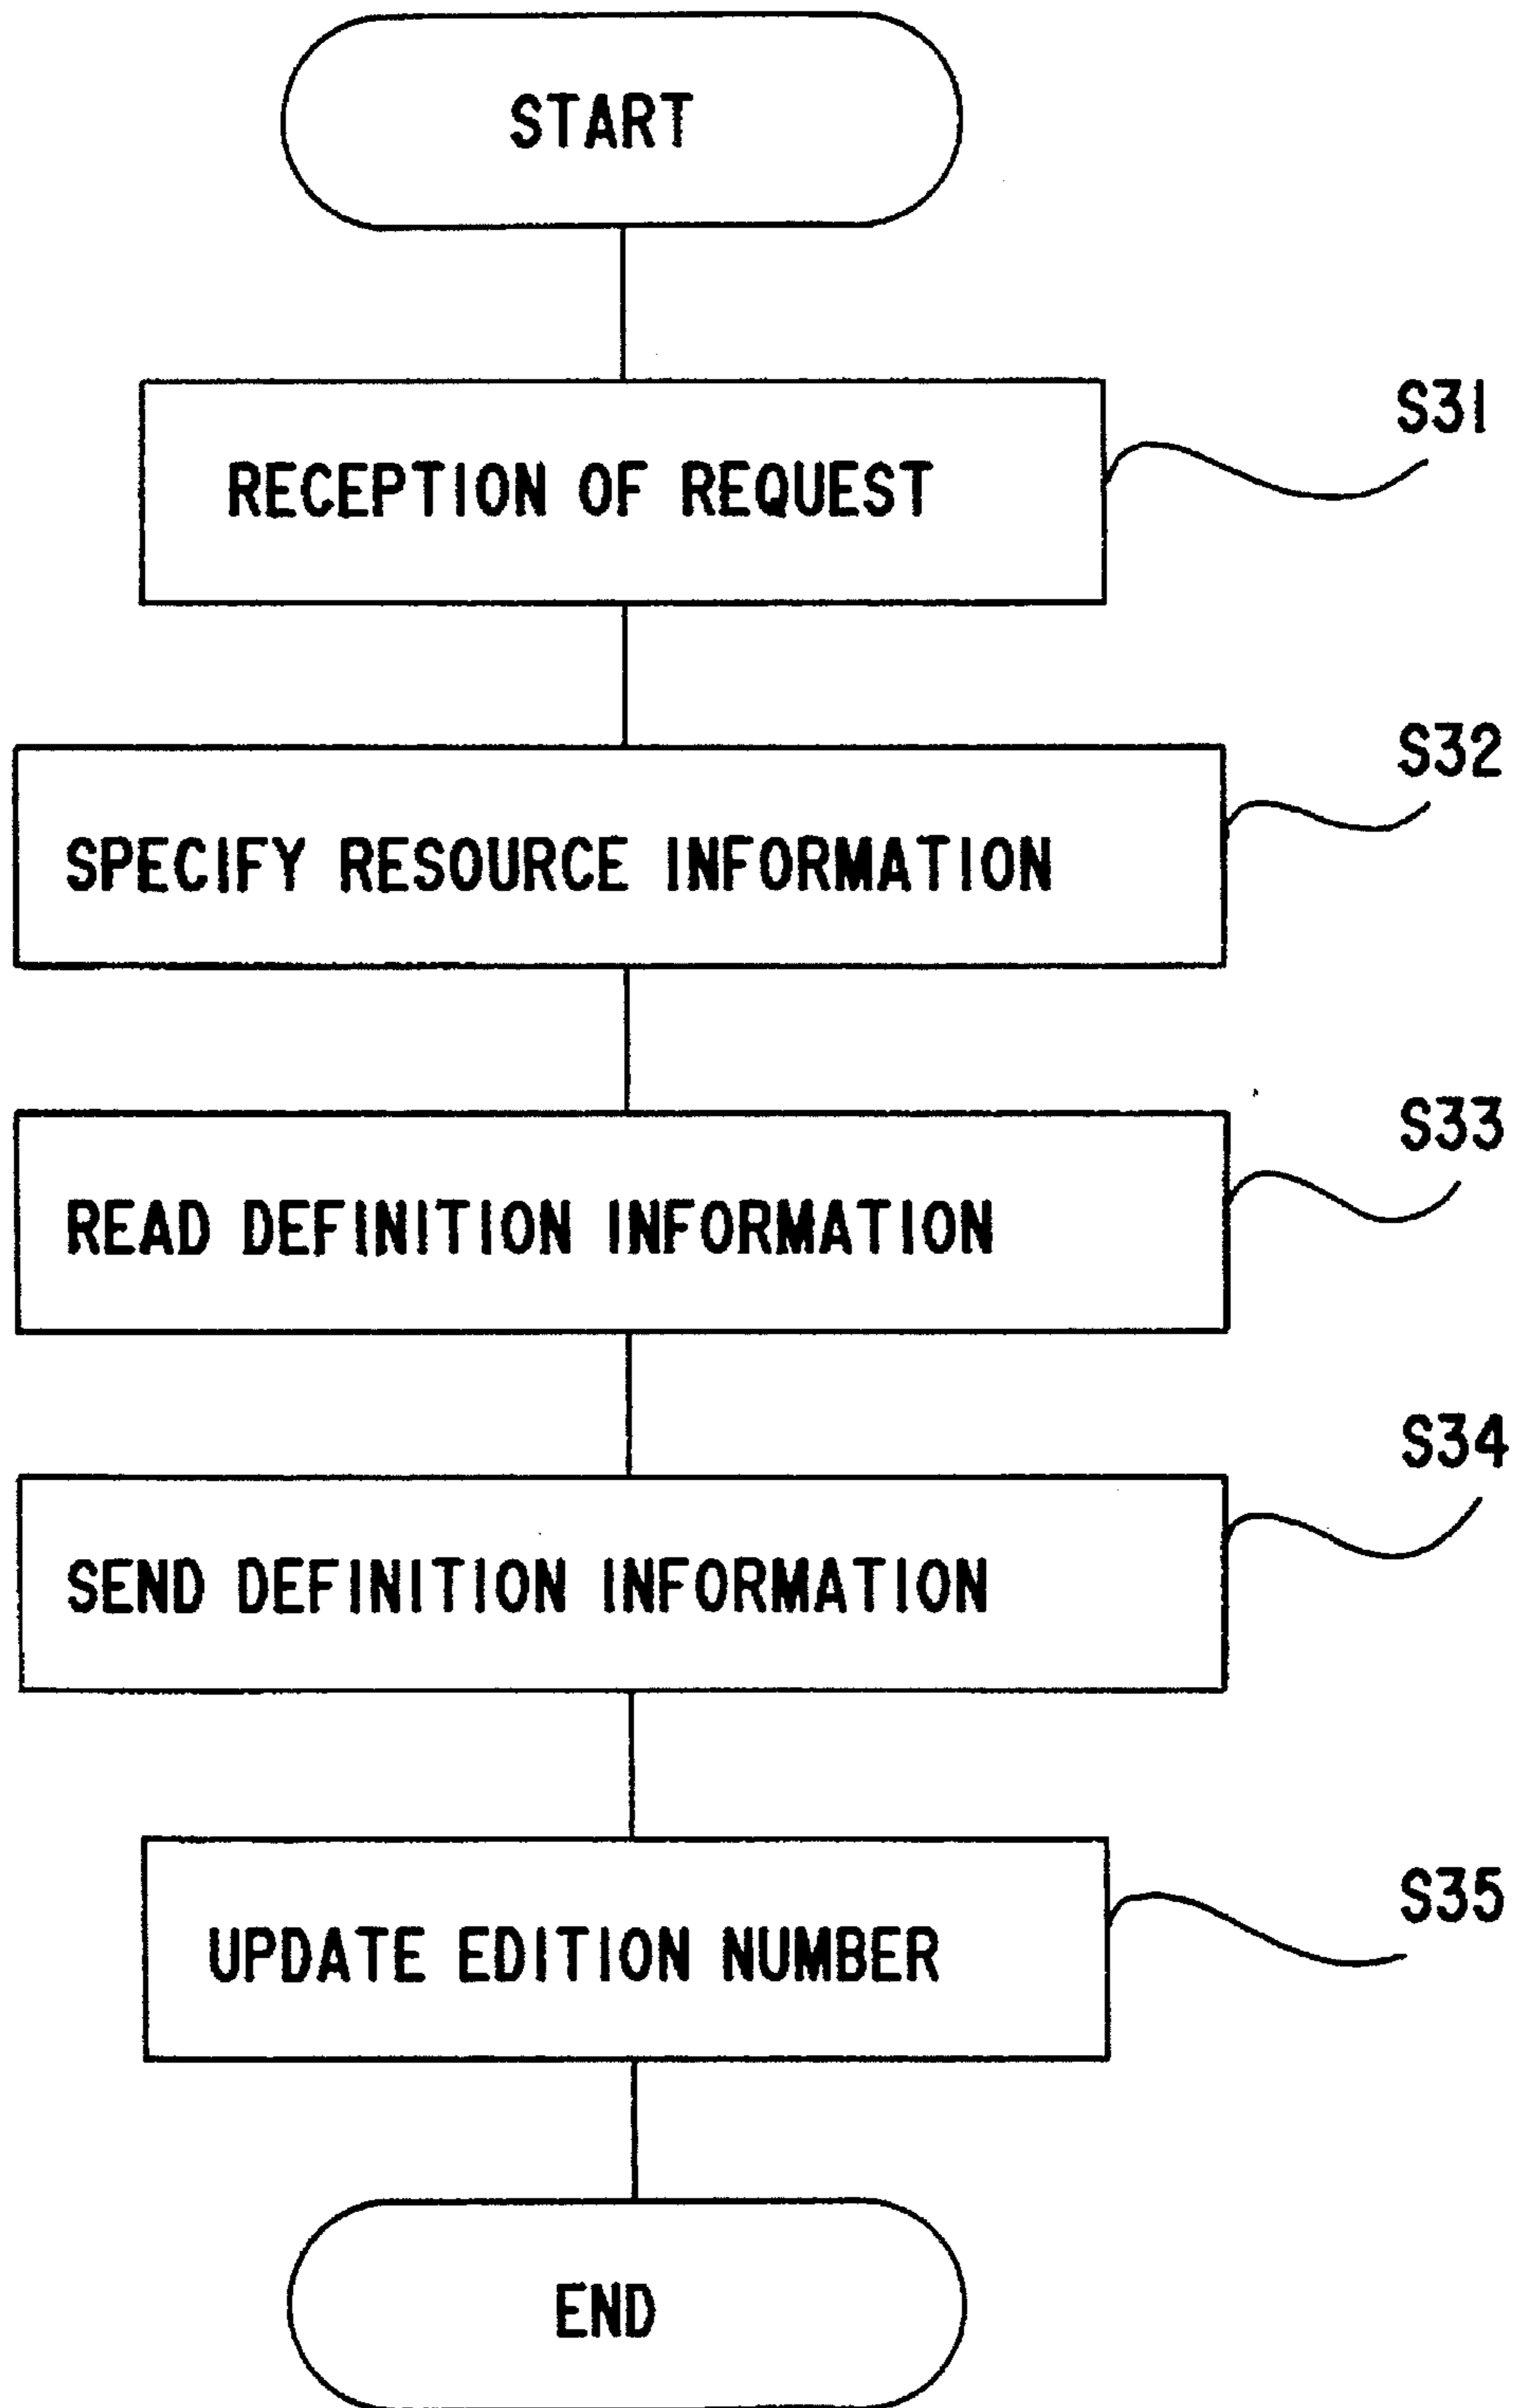 START
S31
RECEPTION OF REQUEST
S32
SPECIFY RESOURCE INFORMATION
S33
READ DEFINITION INFORMATION
S34
SEND DEFINITION INFORMATION
S35
UPDATE EDITION NUMBER
END